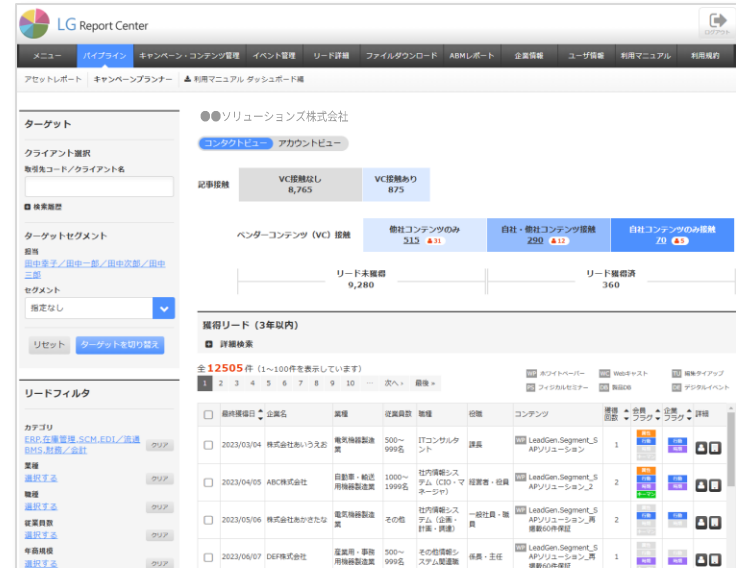 LG Report Center
ログアウト
メニュー パイプライン キャンペーン・コンテンツ管理 イベント管理 リード詳細 ファイルダウンロード ABMレポート 企業情報 ユーザ情報 利用マニュアル 利用規約
アセットレポート キャンペーンプランナー 利用マニュアル ダッシュボード編
ターゲット
クライアント選択
取引先コード/クライアント名
検索履歴
ターゲットセグメント
担当
田中幸子/田中一郎/田中次郎/田中
三郎
セグメント
指定なし
リセット ターゲットを切り替え
リードフィルタ
カテゴリ
ERP,在庫管理,SCM,EDI/流通
BMS,財務/会計
クリア
業種
選択する クリア
職種
選択する クリア
従業員数
選択する クリア
年商規模
選択する クリア
●●ソリューションズ株式会社
コンタクトビュー アカウントビュー
記事接触
VC接触なし
8,765
VC接触あり
875
ベンダーコンテンツ(VC)接触
他社コンテンツのみ
515 31
自社・他社コンテンツ接触
290 12
自社コンテンツのみ接触
70 5
リード未獲得
9,280
リード獲得済
360
獲得リード(3年以内)
詳細検索
全12505件(1~100件を表示しています)
1 2 3 4 5 6 7 8 9 10 … 次へ › 最後 »
WP ホワイトペーパー WC Webキャスト TU 編集タイアップ
PS フィジカルセミナー DB 製品DB DE デジタルイベント
最終獲得日 企業名 業種 従業員数 職種 役職 コンテンツ 獲得回数 会員フラグ 企業フラグ 詳細
2023/03/04 株式会社あいうえお 電気機器製造業 500~999名 ITコンサルタント 課長 WP LeadGen.Segment_SAPソリューション 1
2023/04/05 ABC株式会社 自動車・輸送用機器製造業 1000~1999名 社内情報システム(CIO・マネージャ) 経営者・役員 WP LeadGen.Segment_SAPソリューション_2 2
キーマン
2023/05/06 株式会社あかさたな 電気機器製造業 その他 社内情報システム(企画・計画・調達) 一般社員・職員 WP LeadGen.Segment_SAPソリューション_再掲載60件保証 2
2023/06/07 DEF株式会社 産業用・事務用機器製造業 500~999名 その他情報システム関連職 係長・主任 WP LeadGen.Segment_SAPソリューション_再掲載60件保証 1